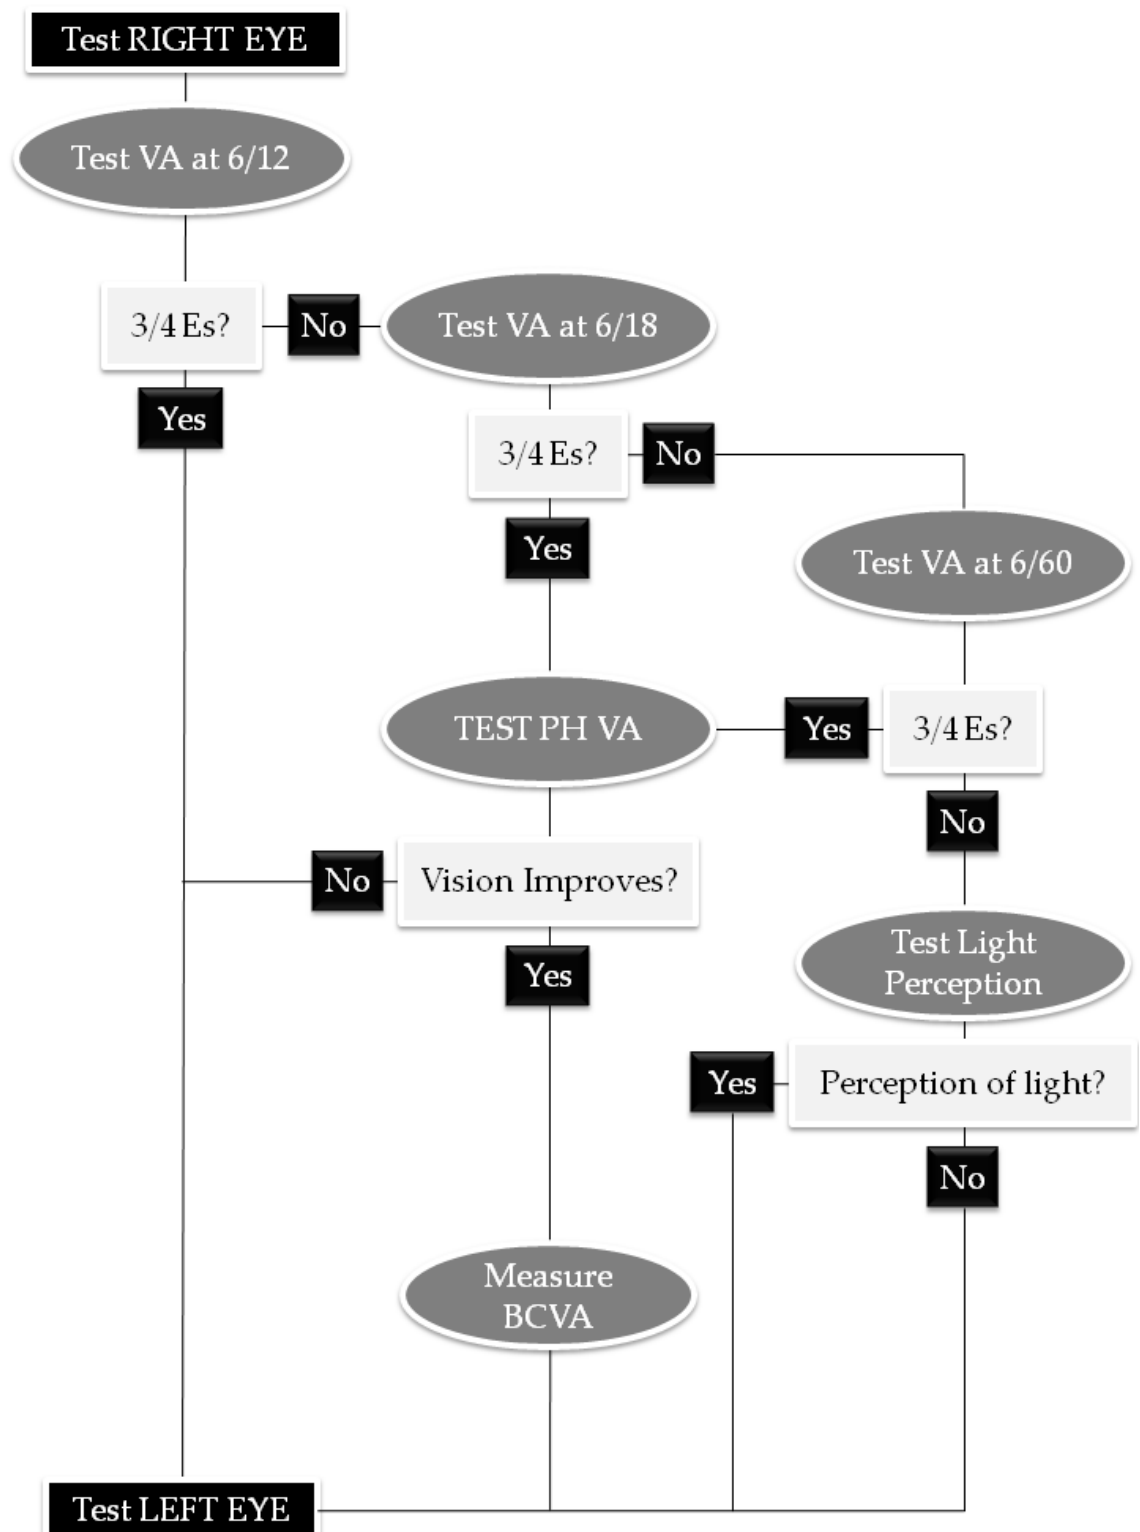 Test RIGHT EYE
Test VA at 6/12
3/4 Es?
No
Test VA at 6/18
Yes
3/4 Es?
No
Yes
Test VA at 6/60
TEST PH VA
Yes
3/4 Es?
No
No
Vision Improves?
Yes
Test Light
Perception
Yes
Perception of light?
No
Measure
BCVA
Test LEFT EYE